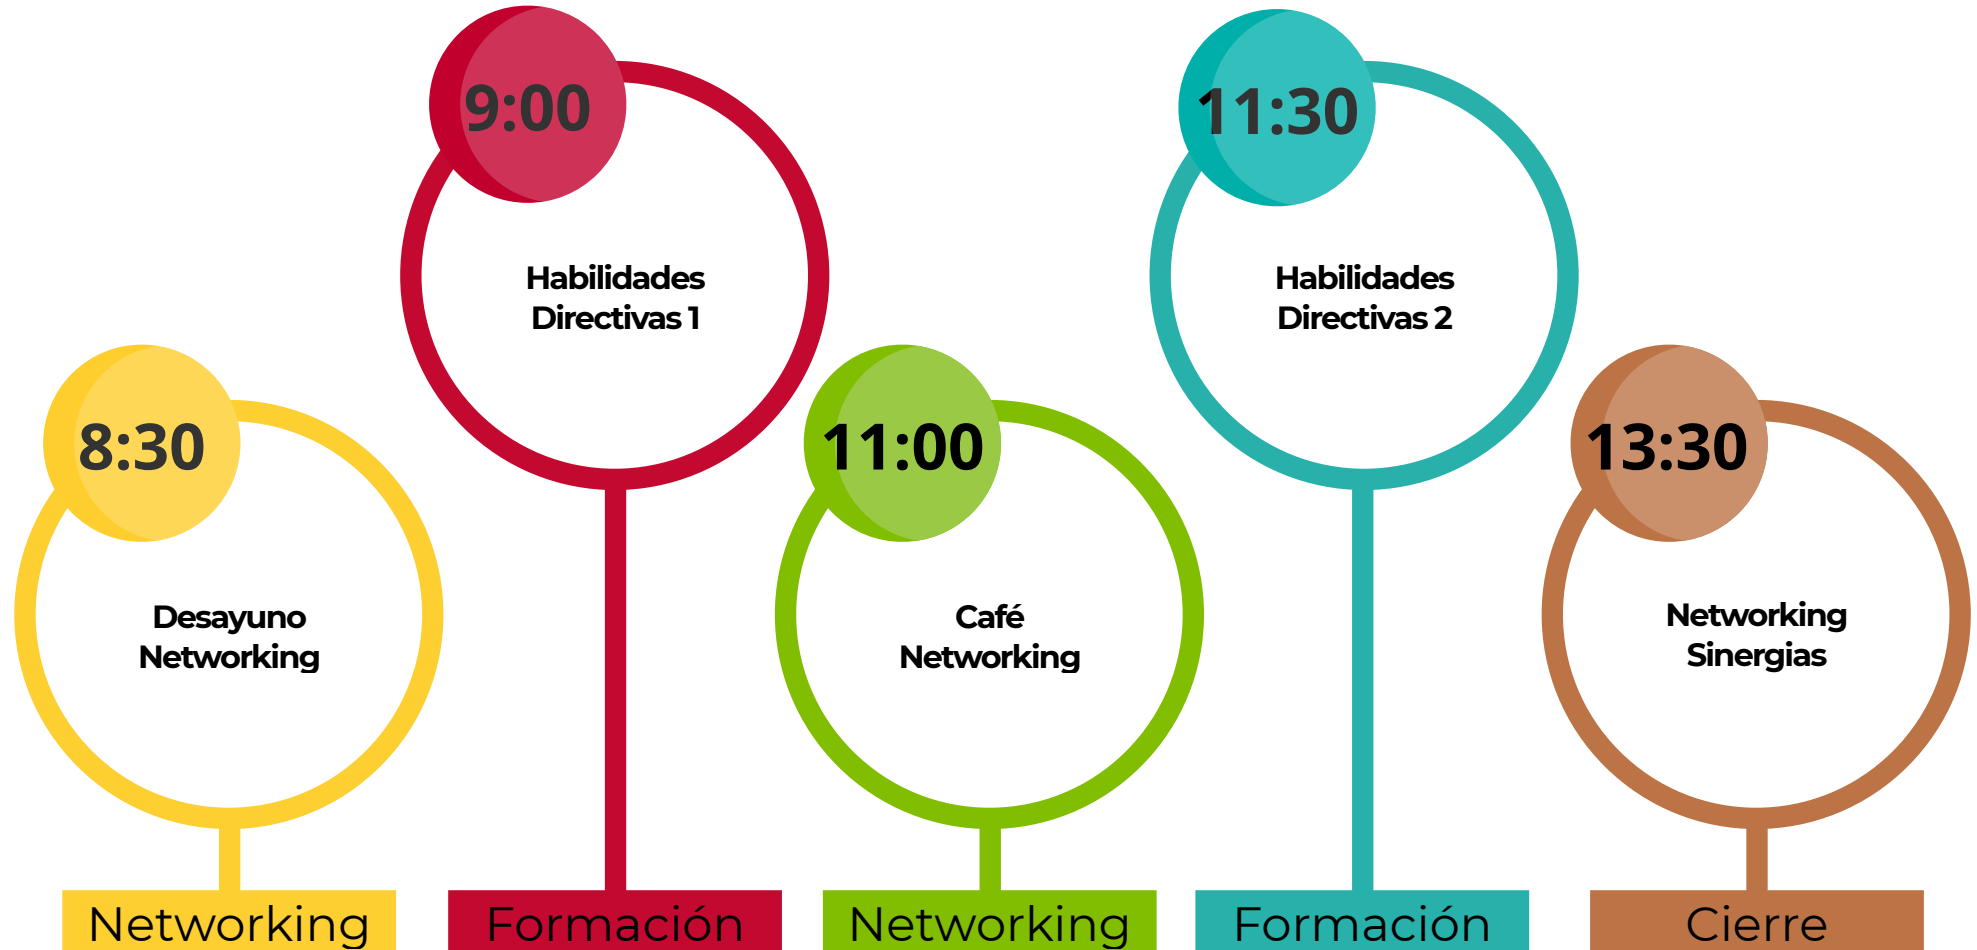 8:30
Desayuno
Networking
Networking
9:00
Habilidades
Directivas 1
Formación
11:00
Café
Networking
Networking
11:30
Habilidades
Directivas 2
Formación
13:30
Networking
Sinergias
Cierre